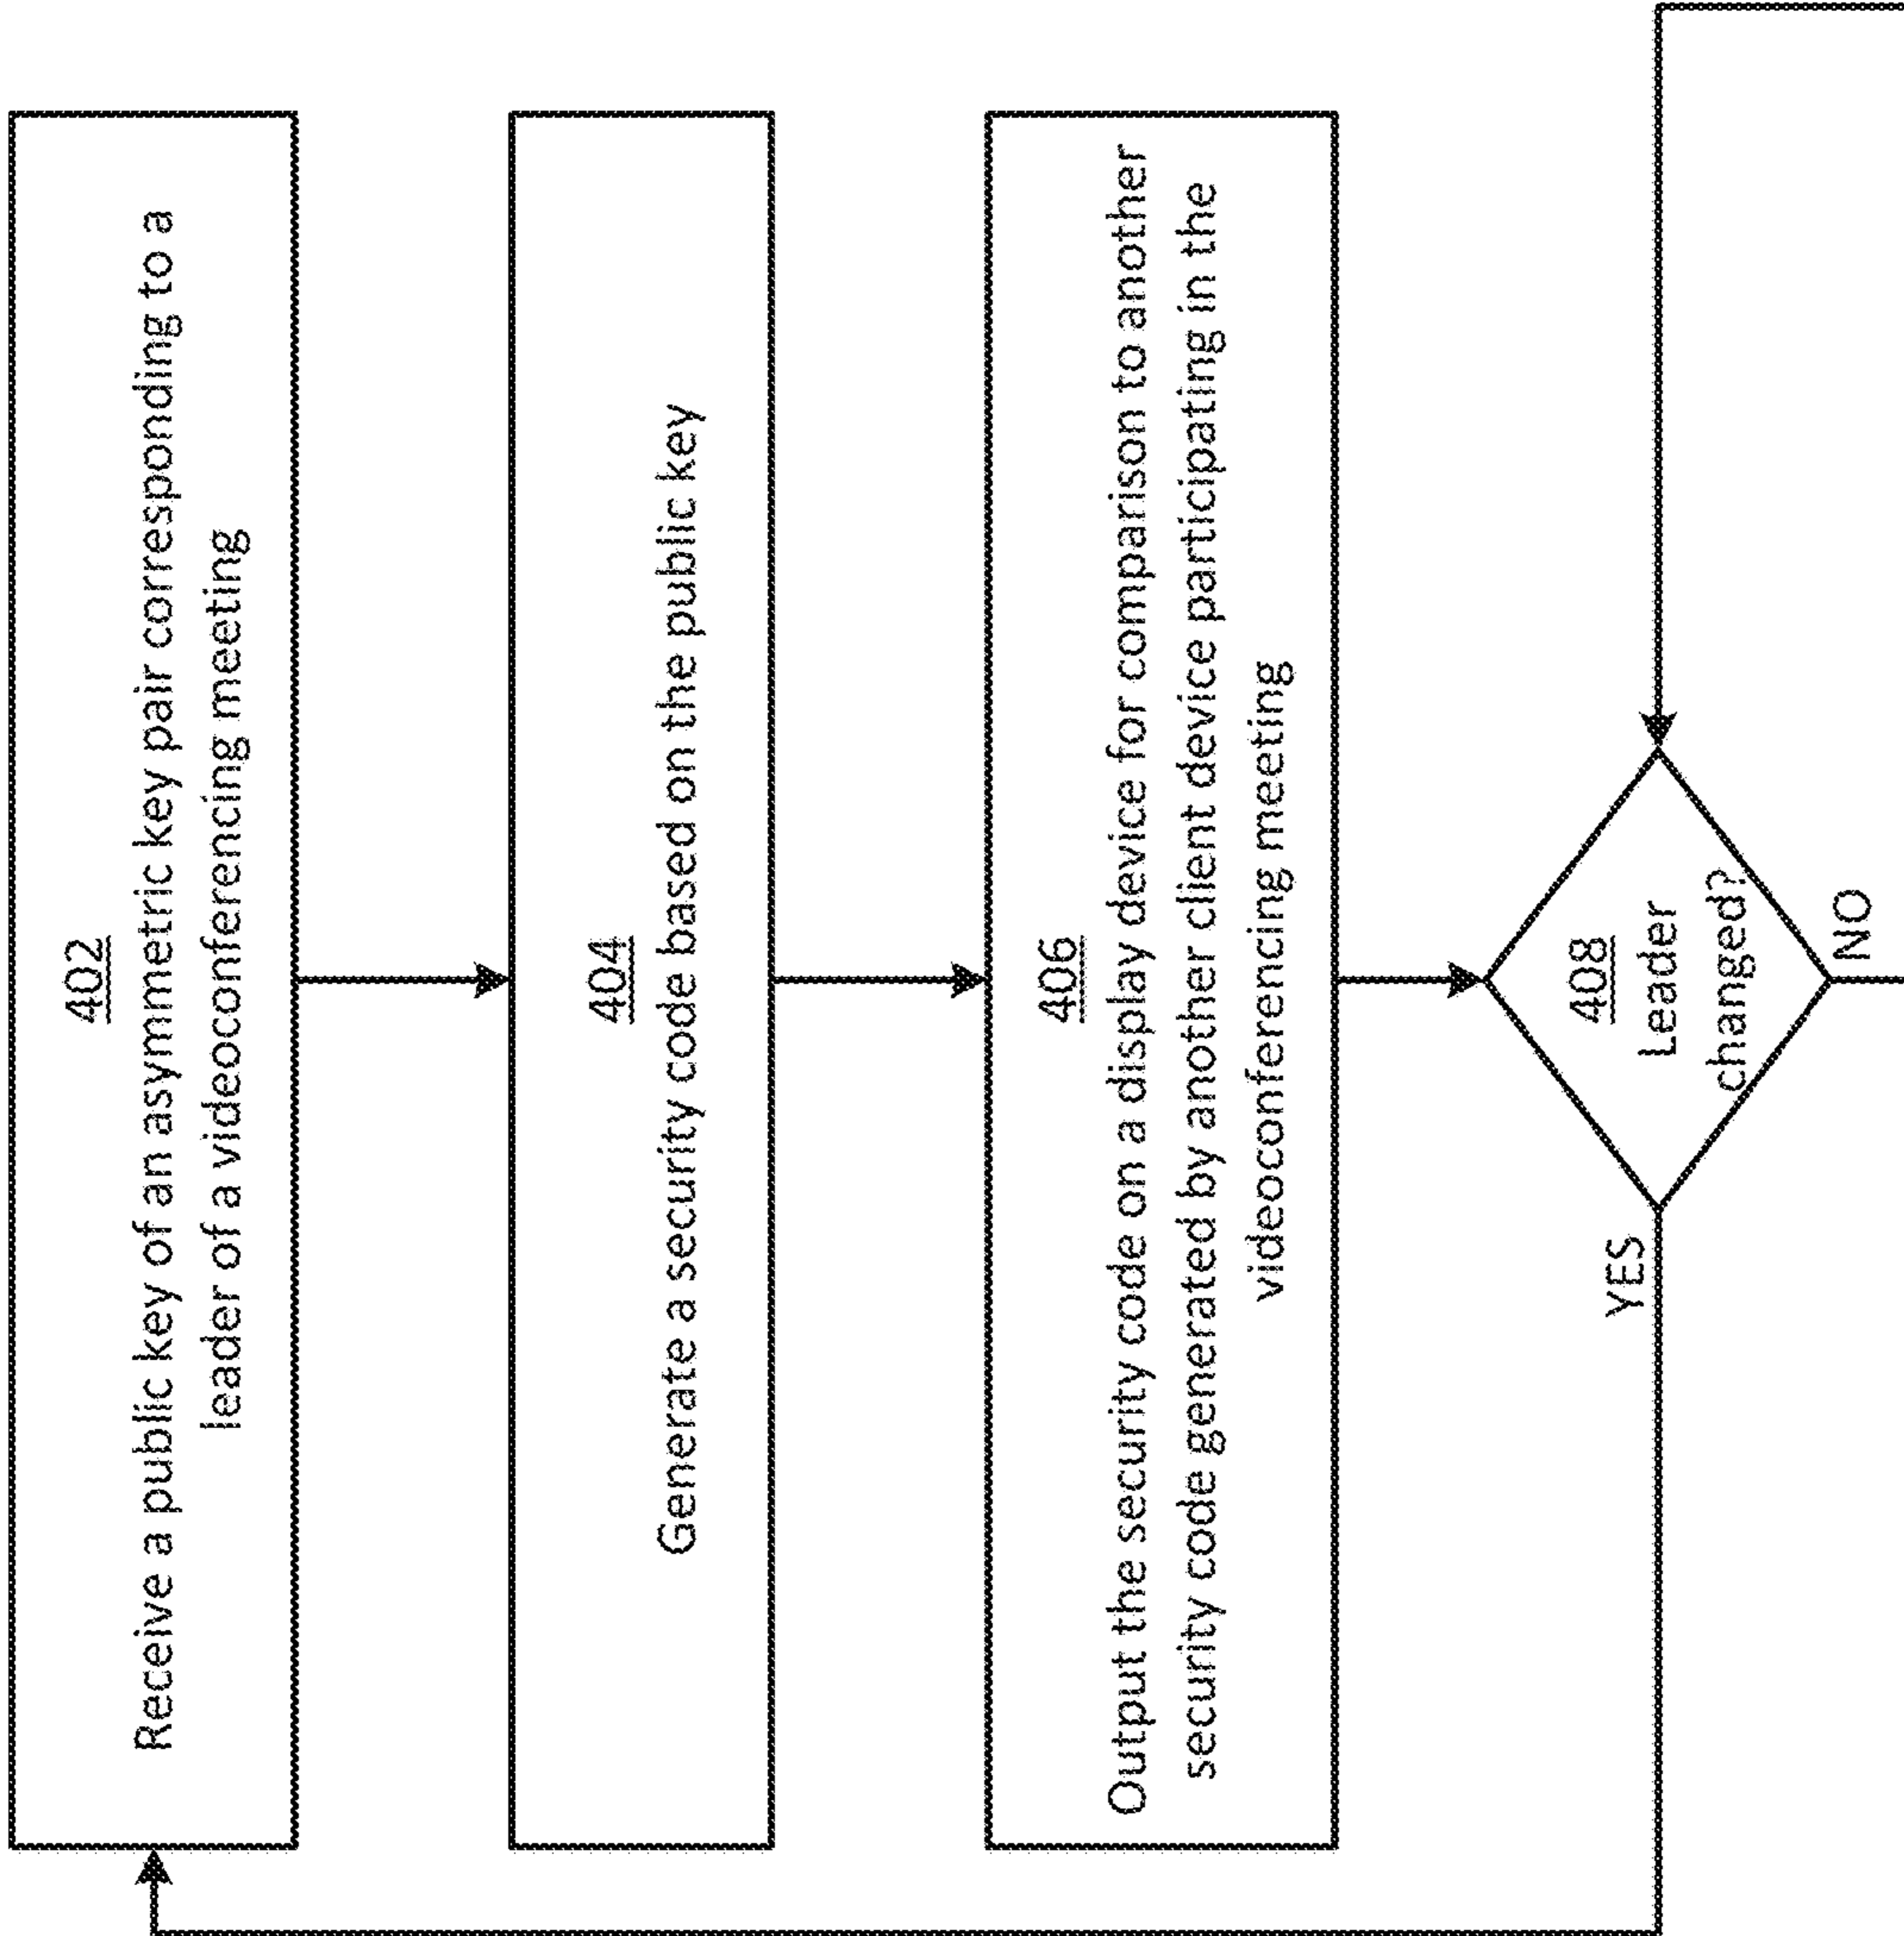 402
Receive a public key of an asymmetric key pair corresponding to a
leader of a videoconferencing meeting
404
Generate a security code based on the public key
406
Output the security code on a display device for comparison to another
security code generated by another client device participating in the
videoconferencing meeting
408
Leader
changed?
YES
NO